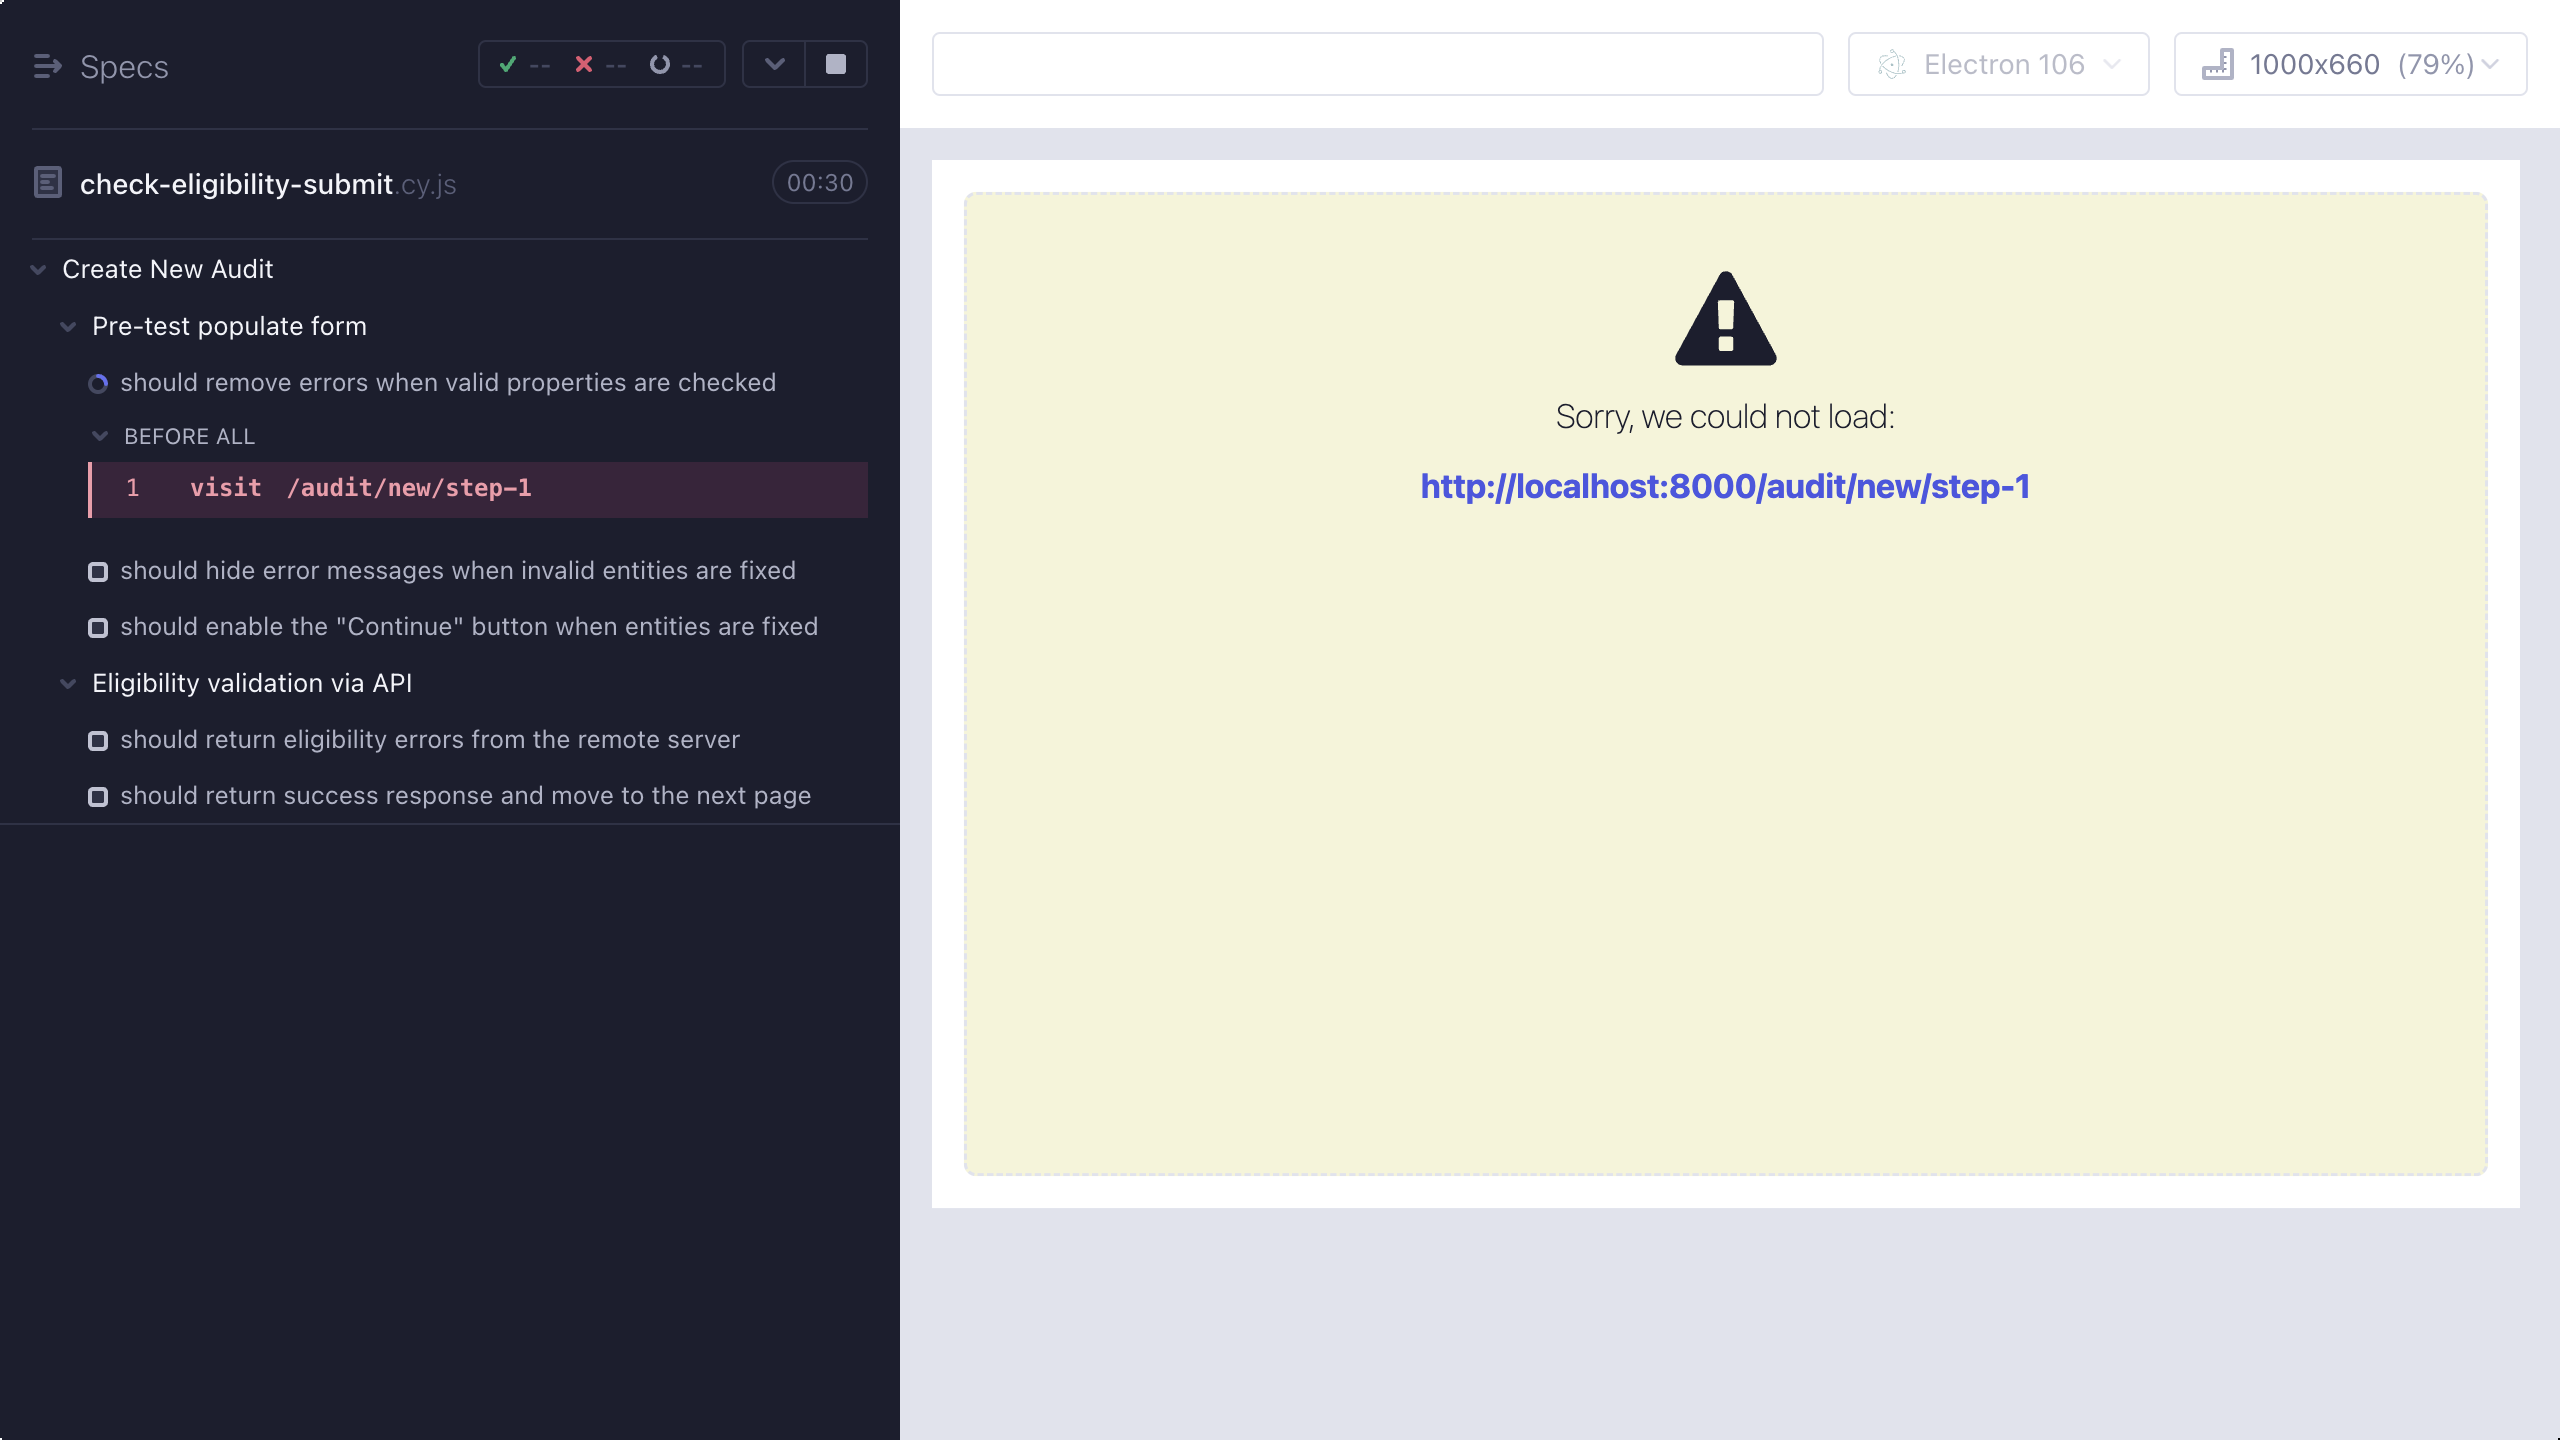 Specs
-- -- --
Electron 106
1000x660 (79%)
check-eligibility-submit.cy.js
00:30
Create New Audit
Pre-test populate form
should remove errors when valid properties are checked
BEFORE ALL
1 visit /audit/new/step-1
should hide error messages when invalid entities are fixed
should enable the "Continue" button when entities are fixed
Eligibility validation via API
should return eligibility errors from the remote server
should return success response and move to the next page
Sorry, we could not load:
http://localhost:8000/audit/new/step-1